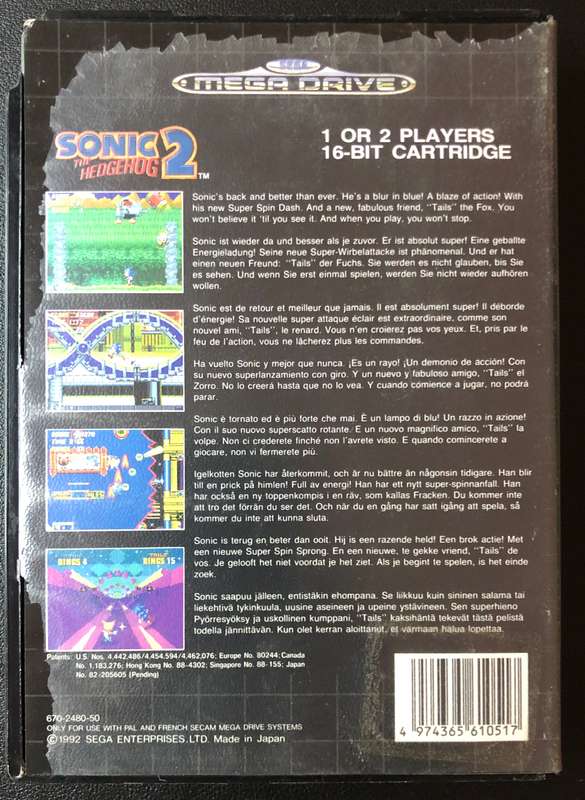 SEGA
MEGA DRIVE
SONIC
THE
HEDGEHOG 2
TM
1 OR 2 PLAYERS
16-BIT CARTRIDGE
Sonic's back and better than ever. He's a blur in blue! A blaze of action! With
his new Super Spin Dash. And a new, fabulous friend, "Tails" the Fox. You
won't believe it 'til you see it. And when you play, you won't stop.
Sonic ist wieder da und besser als je zuvor. Er ist absolut super! Eine geballte
Energieladung! Seine neue Super-Wirbelattacke ist phänomenal. Und er hat
einen neuen Freund: "Tails" der Fuchs. Sie werden es nicht glauben, bis Sie
es sehen. Und wenn Sie erst einmal spielen, werden Sie nicht wieder aufhören
wollen.
Sonic est de retour et meilleur que jamais. Il est absolument super! Il déborde
d'énergie! Sa nouvelle super attaque éclair est extraordinaire, comme son
nouvel ami, "Tails", le renard. Vous n'en croierez pas vos yeux. Et, pris par le
feu de l'action, vous ne lâcherez plus les commandes.
Ha vuelto Sonic y mejor que nunca. ¡Es un rayo! ¡Un demonio de acción! Con
su nuevo superlanzamiento con giro. Y un nuevo y fabuloso amigo, "Tails" el
Zorro. No lo creerá hasta que no lo vea. Y cuando comience a jugar, no podrá
parar.
Sonic è tornato ed è più forte che mai. È un lampo di blu! Un razzo in azione!
Con il suo nuovo superscatto rotante. E un nuovo magnifico amico, "Tails" la
volpe. Non ci crederete finché non l'avrete visto. E quando comincerete a
giocare, non vi fermerete più.
Igelkotten Sonic har återkommit, och är nu bättre än någonsin tidigare. Han blir
till en prick på himlen! Full av energi! Han har ett nytt super-spinnanfall. Han
har också en ny toppenkompis i en räv, som kallas Fracken. Du kommer inte
att tro det förrän du ser det. Och när du en gång har satt igång att spela, så
kommer du inte att kunna sluta.
Sonic is terug en beter dan ooit. Hij is een razende held! Een brok actie! Met
een nieuwe Super Spin Sprong. En een nieuwe, te gekke vriend, "Tails" de
vos. Je gelooft het niet voordat je het ziet. Als je begint te spelen, is het einde
zoek.
Sonic saapuu jälleen, entistäkin ehompana. Se liikkuu kuin sininen salama tai
liekehtivä tykinkuula, uusine aseineen ja upeine ystävineen. Sen superhieno
Pyörresyöksy ja uskollinen kumppani, "Tails" kaksihäntä tekevät tästä pelistä
todella jännittävän. Kun olet kerran aloittanut, et varmaan halua lopettaa.
RINGS 4
TAILS
RINGS 15
Patents: U.S. Nos. 4,442,486/4,454,594/4,462,076; Europe No. 80244; Canada
No. 1,183,276; Hong Kong No. 88-4302; Singapore No. 88-155; Japan
No. 82-205605 (Pending)
670-2480-50
ONLY FOR USE WITH PAL AND FRENCH SECAM MEGA DRIVE SYSTEMS
©1992 SEGA ENTERPRISES, LTD. Made in Japan
4 974365 610517